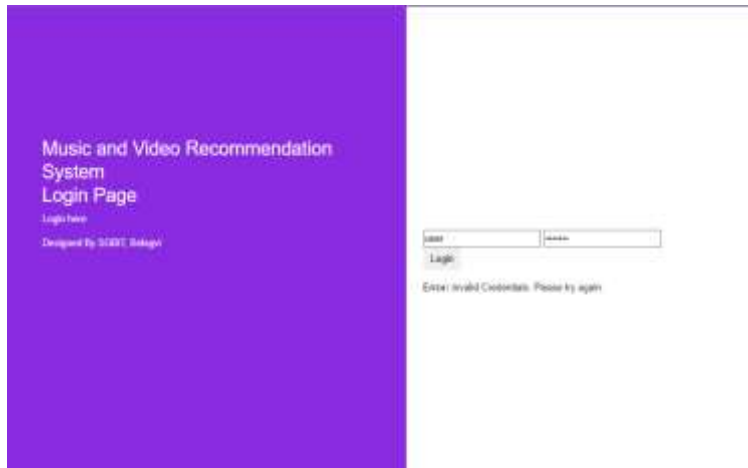 Music and Video Recommendation
System
Login Page
Login here
Designed By SGBIT, Belagvi
user
••••••
Login
Error: Invalid Credentials. Please try again